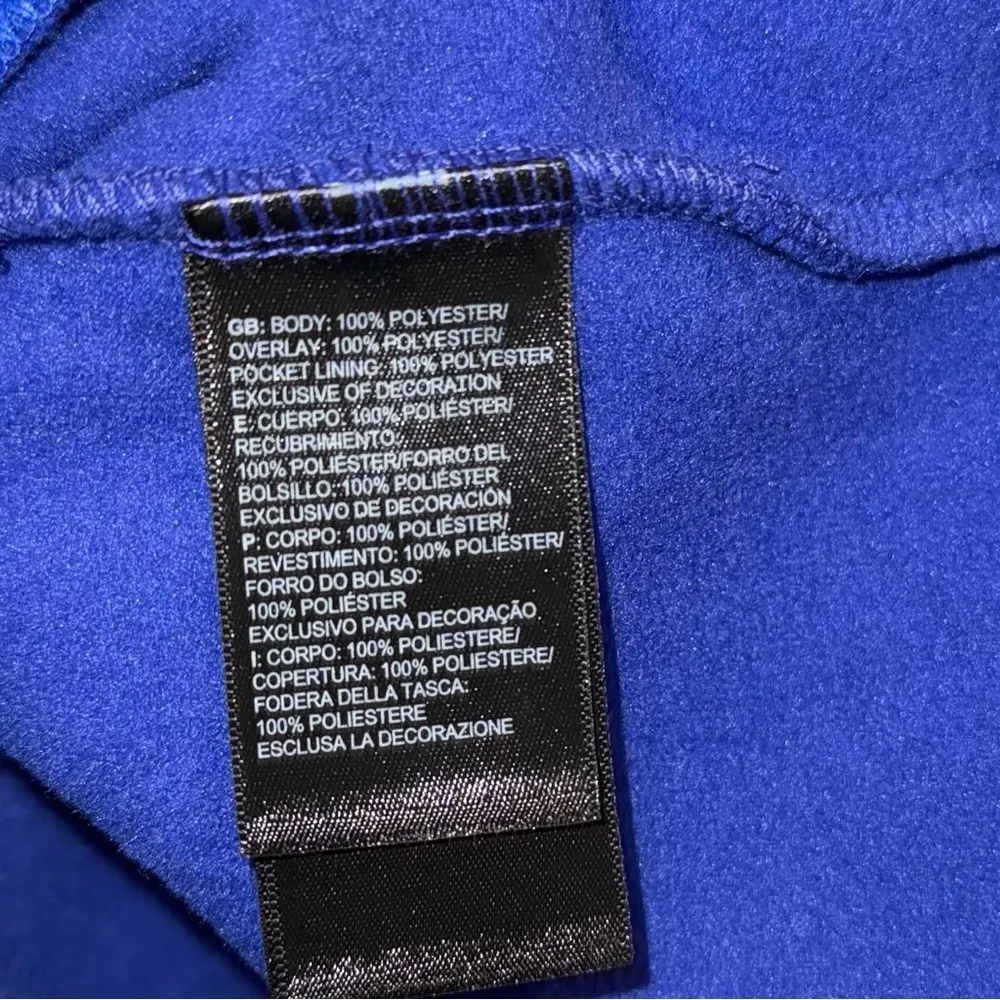 GB: BODY: 100% POLYESTER/
OVERLAY: 100% POLYESTER/
POCKET LINING: 100% POLYESTER
EXCLUSIVE OF DECORATION
E: CUERPO: 100% POLIÉSTER/
RECUBRIMIENTO:
100% POLIÉSTER/FORRO DEL
BOLSILLO: 100% POLIÉSTER
EXCLUSIVO DE DECORACIÓN
P: CORPO: 100% POLIÉSTER/
REVESTIMENTO: 100% POLIÉSTER/
FORRO DO BOLSO:
100% POLIÉSTER
EXCLUSIVO PARA DECORAÇÃO
I: CORPO: 100% POLIESTERE/
COPERTURA: 100% POLIESTERE/
FODERA DELLA TASCA:
100% POLIESTERE
ESCLUSA LA DECORAZIONE